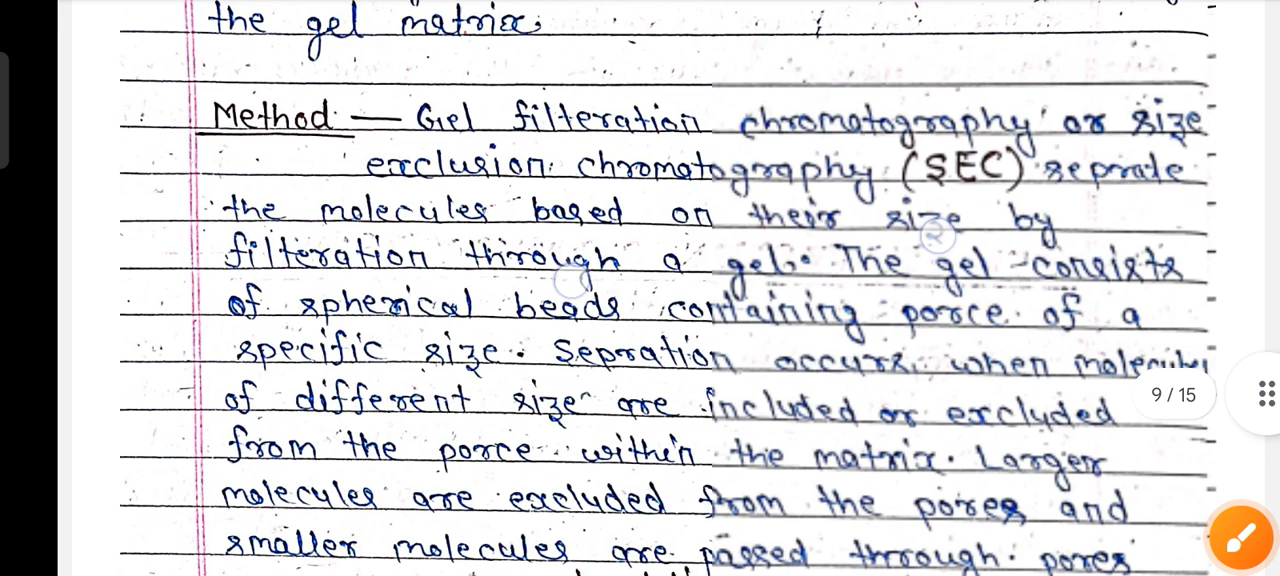 the gel matrix.
Method — Gel filteration chromatography or size
exclusion chromatography (SEC) seprate
the molecules based on their size by
filteration through a gel. The gel consists
of spherical beads containing porce of a
specific size. Sepration occurs, when molecules
of different size are included or excluded
from the porce within the matrix. Larger
molecules are excluded from the pores and
smaller molecules are passed through pores
9 / 15